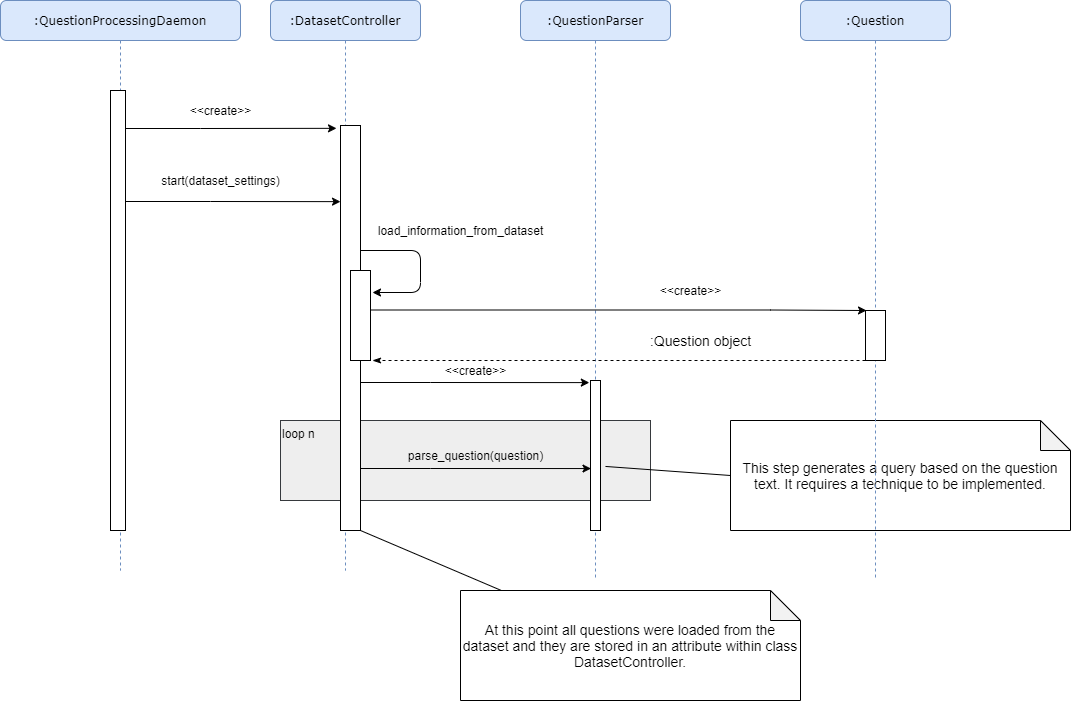 :QuestionProcessingDaemon
:DatasetController
:QuestionParser
:Question
<<create>>
start(dataset_settings)
load_information_from_dataset
<<create>>
:Question object
<<create>>
loop n
parse_question(question)
This step generates a query based on the question
text. It requires a technique to be implemented.
At this point all questions were loaded from the
dataset and they are stored in an attribute within class
DatasetController.